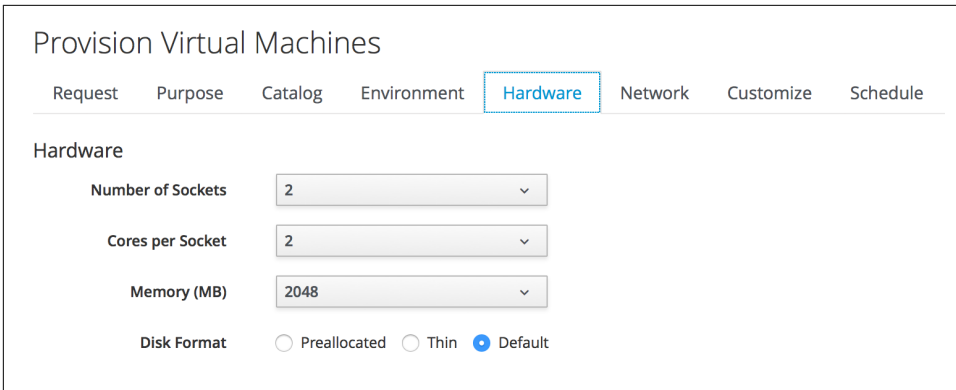 Provision Virtual Machines
Request Purpose Catalog Environment Hardware Network Customize Schedule
Hardware
Number of Sockets 2
Cores per Socket 2
Memory (MB) 2048
Disk Format Preallocated Thin Default